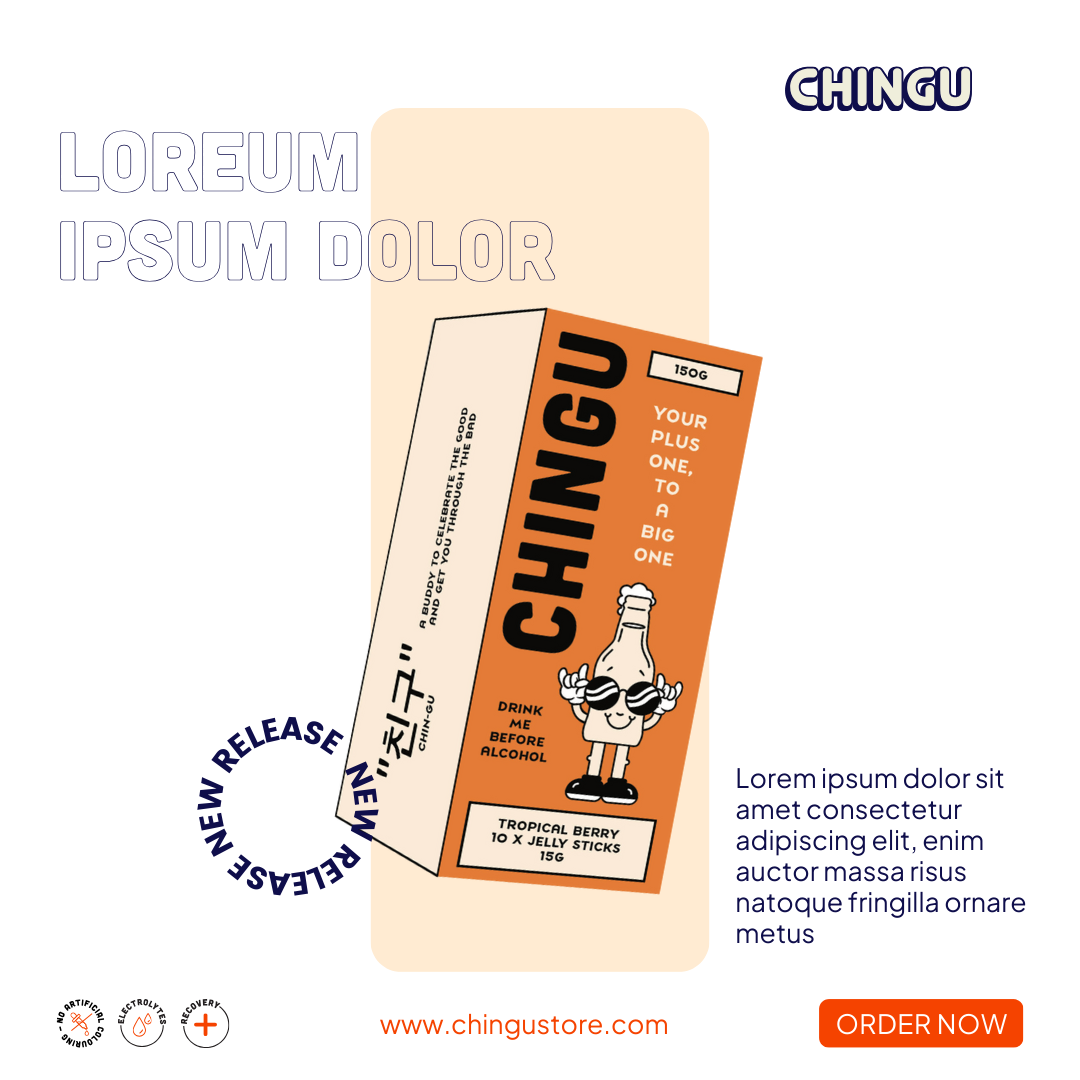 CHINGU
LOREUM
IPSUM DOLOR
CHINGU
150G
YOUR
PLUS
ONE,
TO
A
BIG
ONE
A BUDDY TO CELEBRATE THE GOOD
AND GET YOU THROUGH THE BAD
"친구"
CHIN-GU
DRINK
ME
BEFORE
ALCOHOL
TROPICAL BERRY
10 X JELLY STICKS
15G
NEW RELEASE NEW RELEASE
Lorem ipsum dolor sit
amet consectetur
adipiscing elit, enim
auctor massa risus
natoque fringilla ornare
metus
- NO ARTIFICIAL COLOURING
ELECTROLYTES
RECOVERY
www.chingustore.com
ORDER NOW